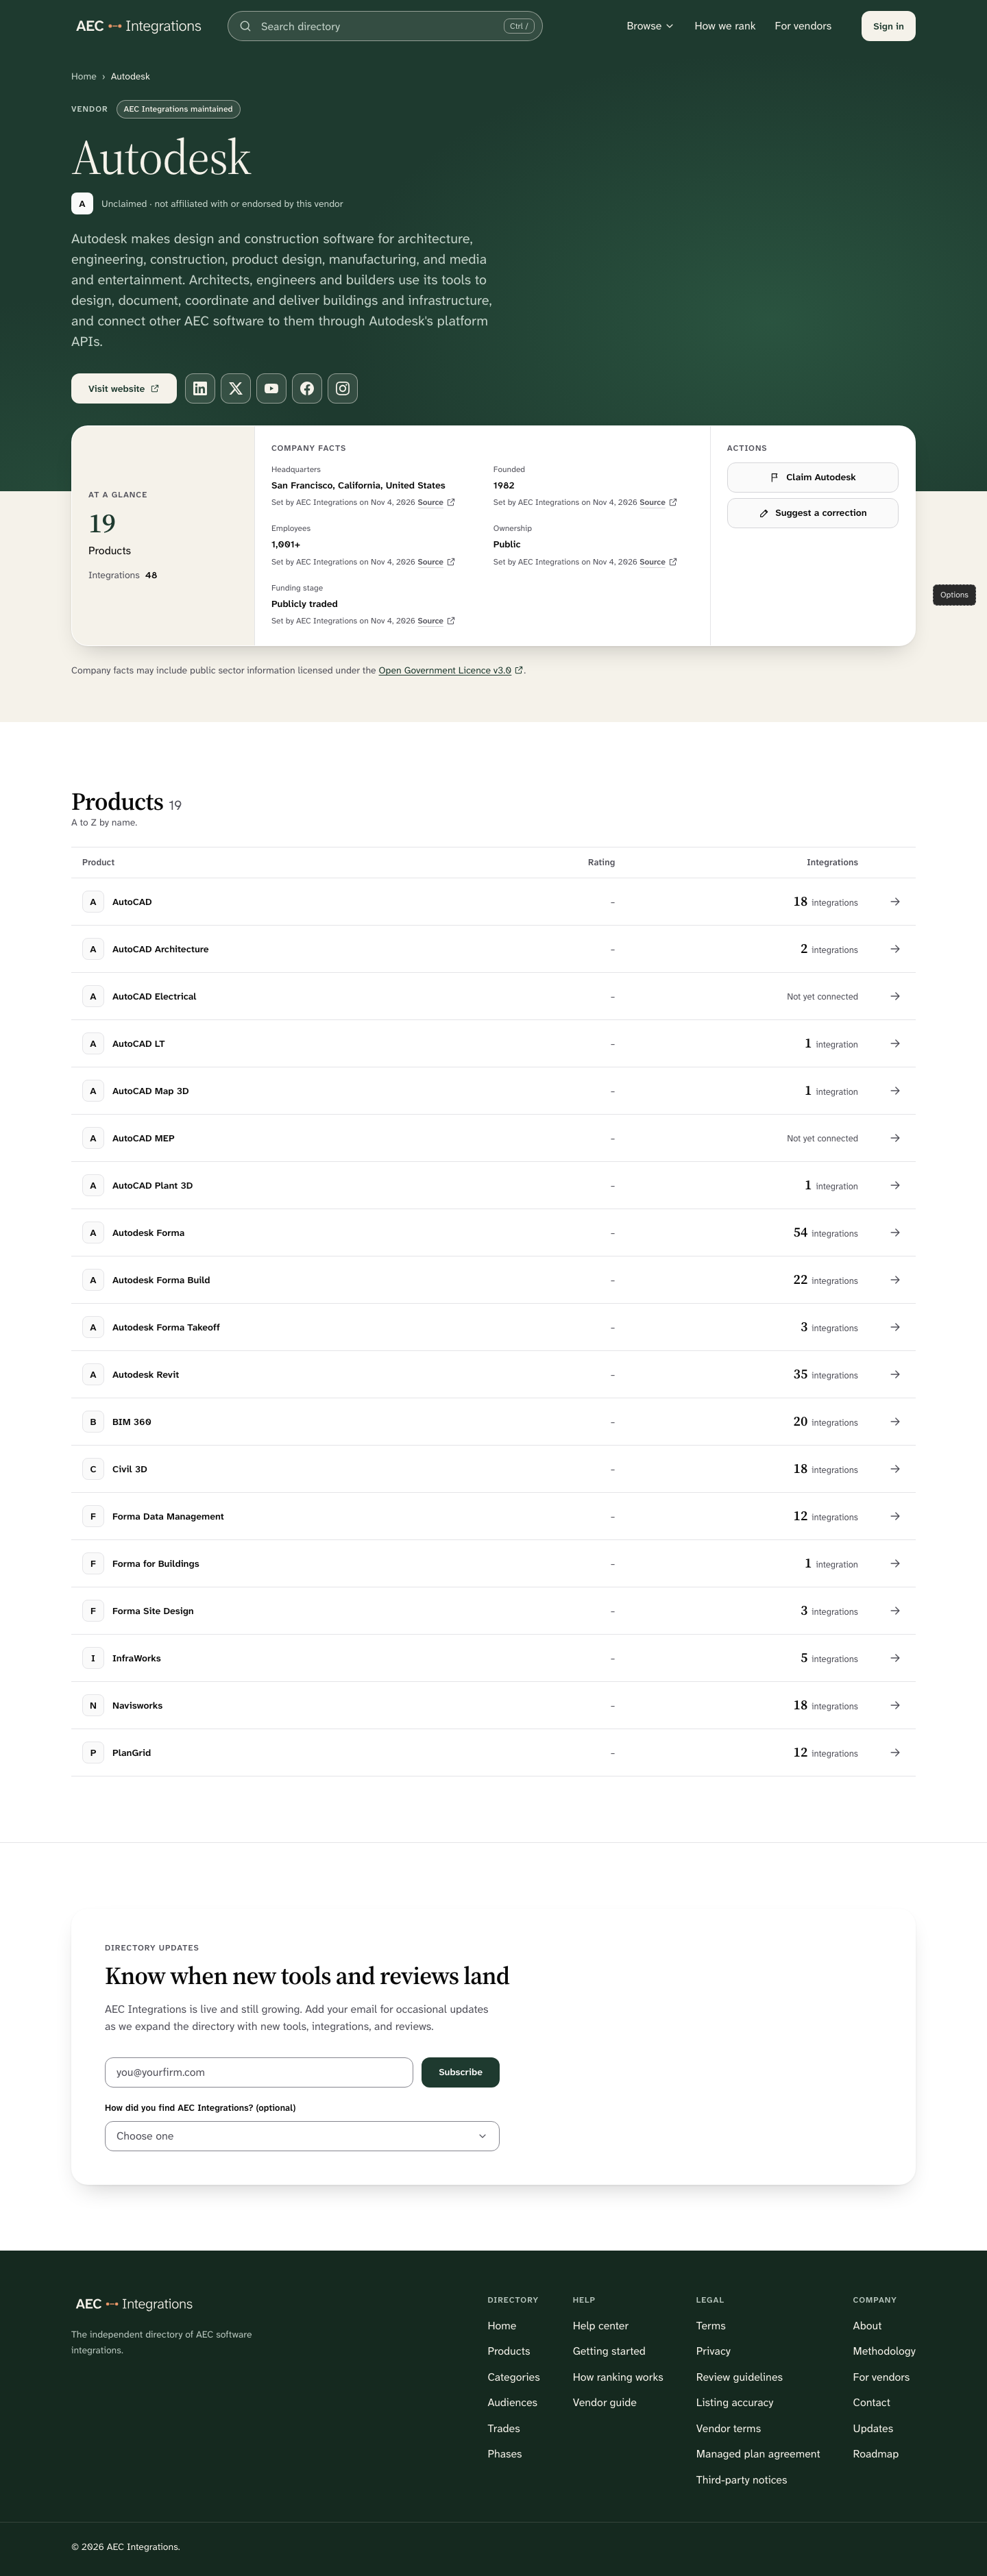 AEC Integrations
Search directory
Ctrl /
Browse
How we rank
For vendors
Sign in
Home › Autodesk
VENDOR
AEC Integrations maintained
Autodesk
A
Unclaimed · not affiliated with or endorsed by this vendor
Autodesk makes design and construction software for architecture,
engineering, construction, product design, manufacturing, and media
and entertainment. Architects, engineers and builders use its tools to
design, document, coordinate and deliver buildings and infrastructure,
and connect other AEC software to them through Autodesk's platform
APIs.
Visit website
AT A GLANCE
19
Products
Integrations 48
COMPANY FACTS
Headquarters
San Francisco, California, United States
Set by AEC Integrations on Nov 4, 2026 Source
Founded
1982
Set by AEC Integrations on Nov 4, 2026 Source
Employees
1,001+
Set by AEC Integrations on Nov 4, 2026 Source
Ownership
Public
Set by AEC Integrations on Nov 4, 2026 Source
Funding stage
Publicly traded
Set by AEC Integrations on Nov 4, 2026 Source
ACTIONS
Claim Autodesk
Suggest a correction
Options
Company facts may include public sector information licensed under the Open Government Licence v3.0.
Products 19
A to Z by name.
Product Rating Integrations
A AutoCAD – 18 integrations
A AutoCAD Architecture – 2 integrations
A AutoCAD Electrical – Not yet connected
A AutoCAD LT – 1 integration
A AutoCAD Map 3D – 1 integration
A AutoCAD MEP – Not yet connected
A AutoCAD Plant 3D – 1 integration
A Autodesk Forma – 54 integrations
A Autodesk Forma Build – 22 integrations
A Autodesk Forma Takeoff – 3 integrations
A Autodesk Revit – 35 integrations
B BIM 360 – 20 integrations
C Civil 3D – 18 integrations
F Forma Data Management – 12 integrations
F Forma for Buildings – 1 integration
F Forma Site Design – 3 integrations
I InfraWorks – 5 integrations
N Navisworks – 18 integrations
P PlanGrid – 12 integrations
DIRECTORY UPDATES
Know when new tools and reviews land
AEC Integrations is live and still growing. Add your email for occasional updates
as we expand the directory with new tools, integrations, and reviews.
you@yourfirm.com
Subscribe
How did you find AEC Integrations? (optional)
Choose one
AEC Integrations
The independent directory of AEC software
integrations.
DIRECTORY
Home
Products
Categories
Audiences
Trades
Phases
HELP
Help center
Getting started
How ranking works
Vendor guide
LEGAL
Terms
Privacy
Review guidelines
Listing accuracy
Vendor terms
Managed plan agreement
Third-party notices
COMPANY
About
Methodology
For vendors
Contact
Updates
Roadmap
© 2026 AEC Integrations.